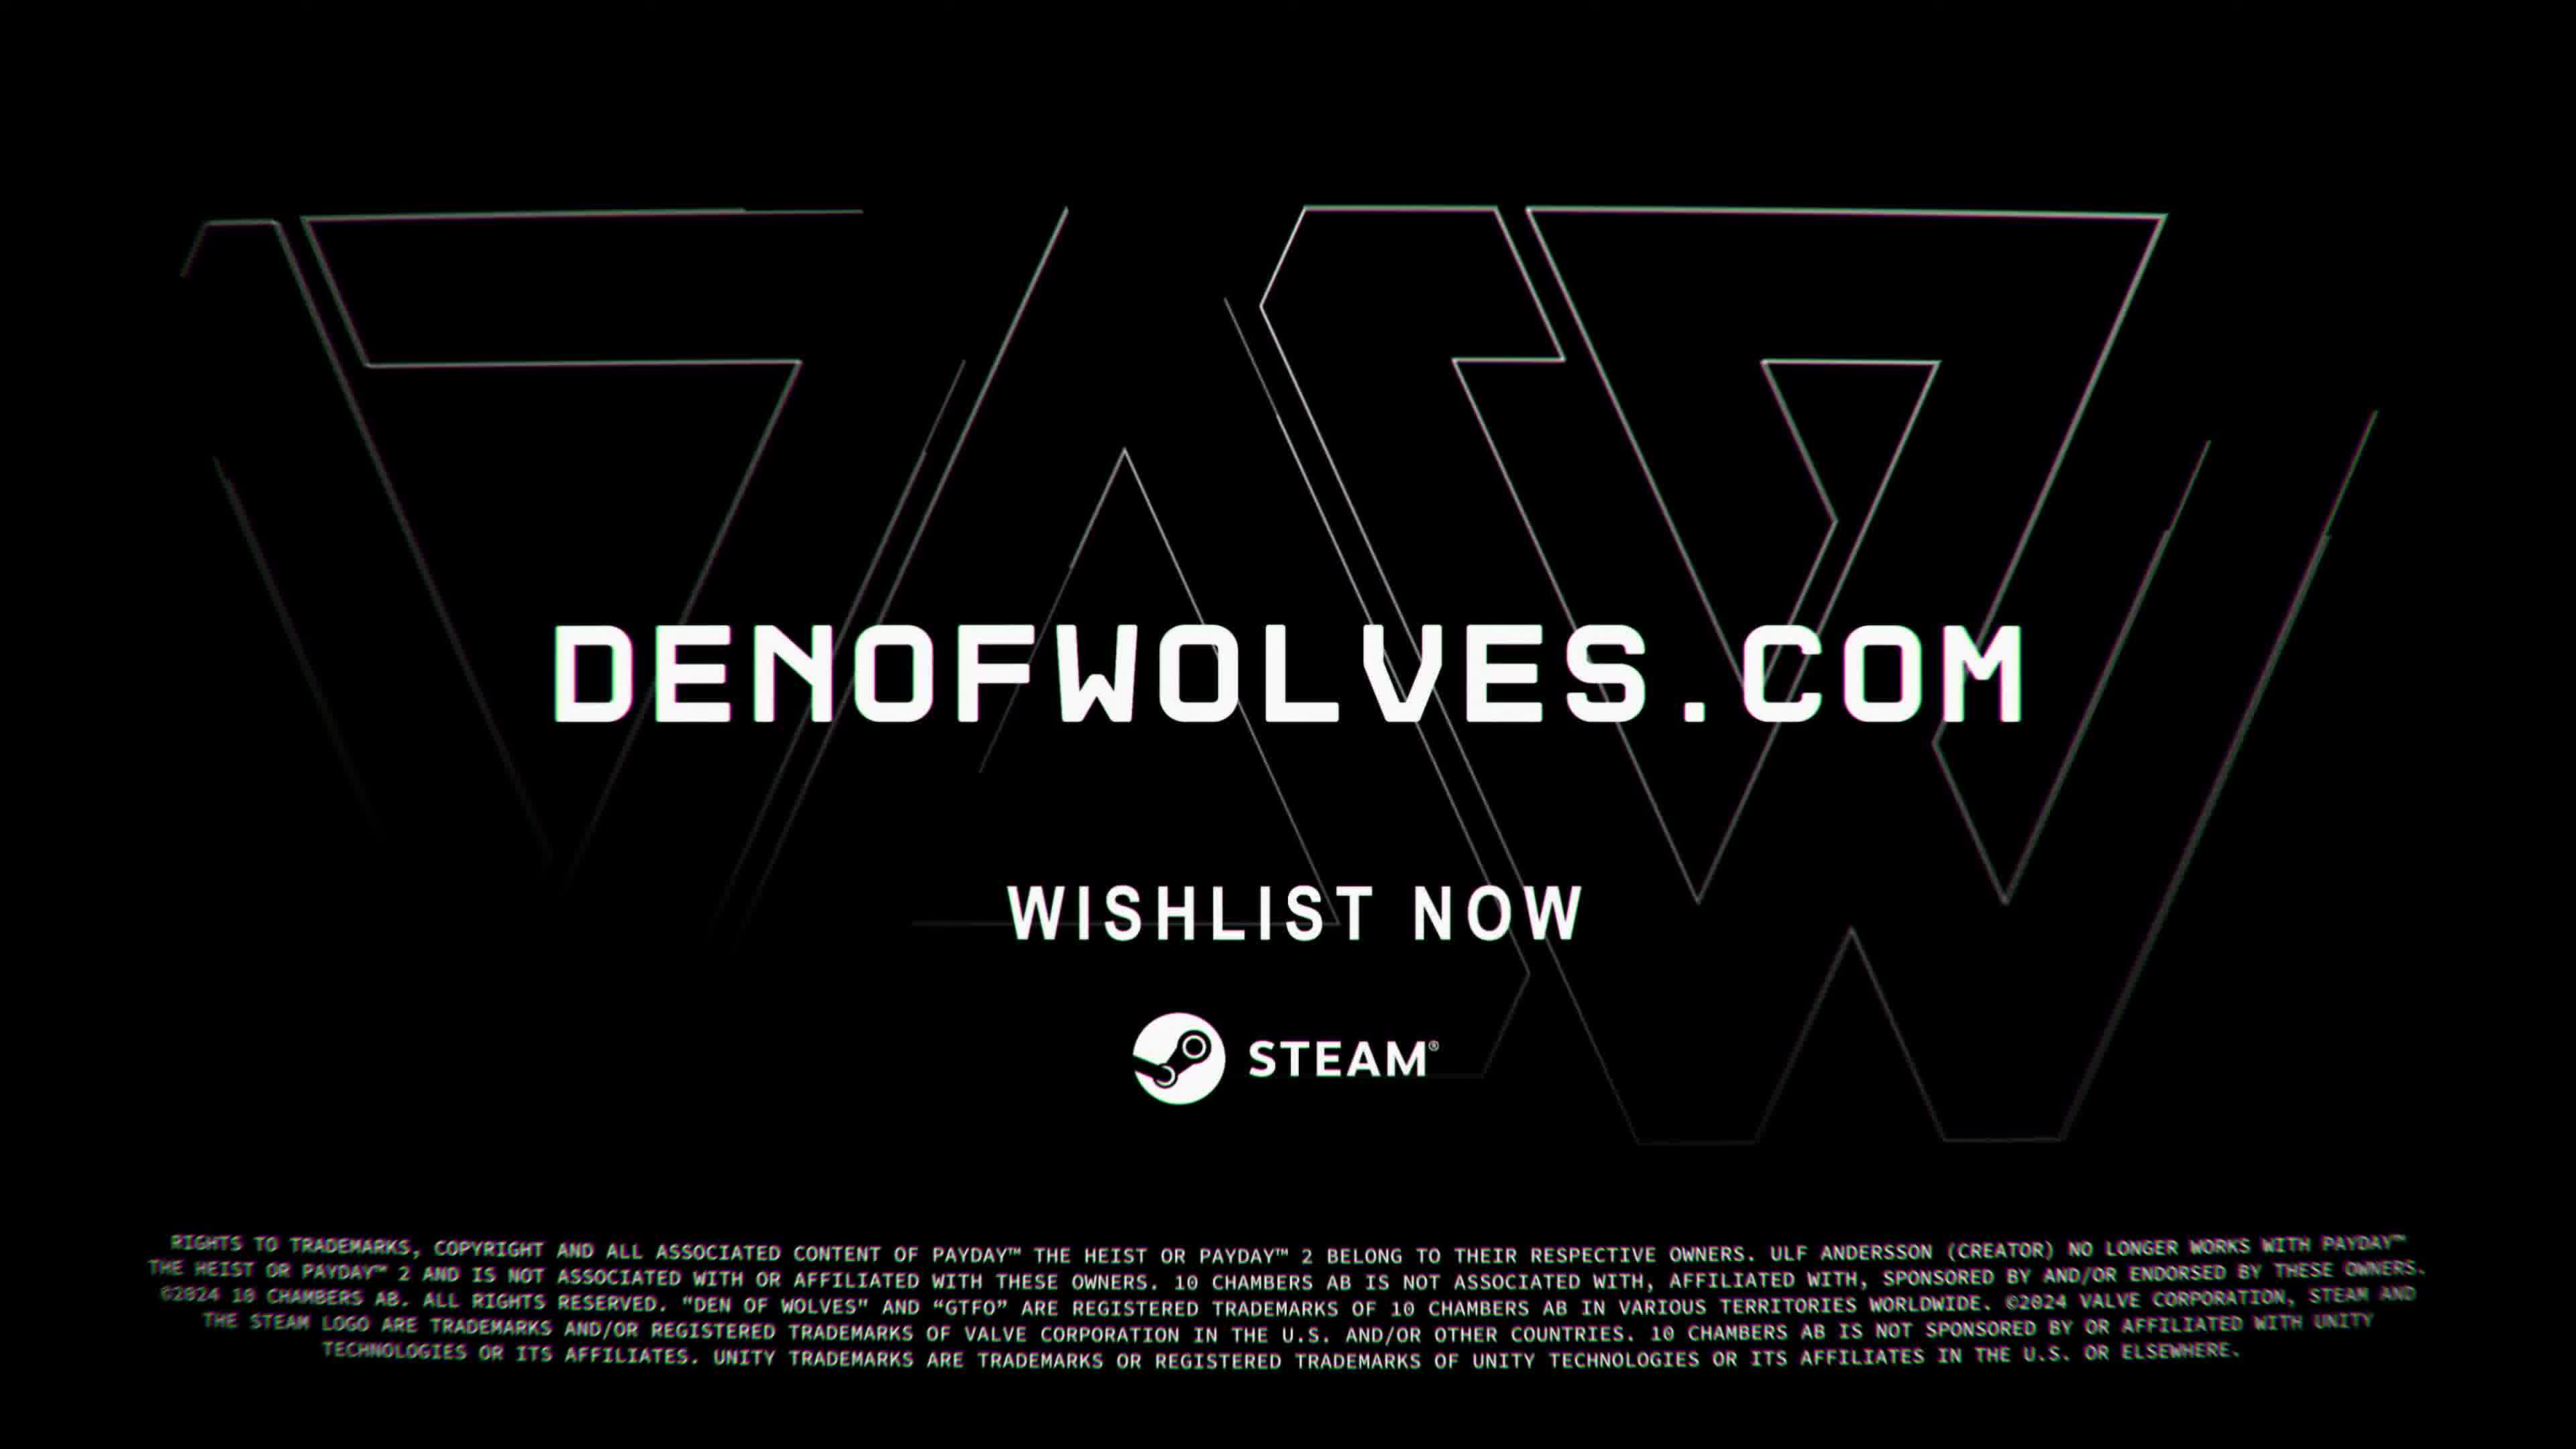 DENOFWOLVES.COM
WISHLIST NOW
STEAM®
RIGHTS TO TRADEMARKS, COPYRIGHT AND ALL ASSOCIATED CONTENT OF PAYDAY™ THE HEIST OR PAYDAY™ 2 BELONG TO THEIR RESPECTIVE OWNERS. ULF ANDERSSON (CREATOR) NO LONGER WORKS WITH PAYDAY™
THE HEIST OR PAYDAY™ 2 AND IS NOT ASSOCIATED WITH OR AFFILIATED WITH THESE OWNERS. 10 CHAMBERS AB IS NOT ASSOCIATED WITH, AFFILIATED WITH, SPONSORED BY AND/OR ENDORSED BY THESE OWNERS.
©2024 10 CHAMBERS AB. ALL RIGHTS RESERVED. “DEN OF WOLVES” AND “GTFO” ARE REGISTERED TRADEMARKS OF 10 CHAMBERS AB IN VARIOUS TERRITORIES WORLDWIDE. ©2024 VALVE CORPORATION, STEAM AND
THE STEAM LOGO ARE TRADEMARKS AND/OR REGISTERED TRADEMARKS OF VALVE CORPORATION IN THE U.S. AND/OR OTHER COUNTRIES. 10 CHAMBERS AB IS NOT SPONSORED BY OR AFFILIATED WITH UNITY
TECHNOLOGIES OR ITS AFFILIATES. UNITY TRADEMARKS ARE TRADEMARKS OR REGISTERED TRADEMARKS OF UNITY TECHNOLOGIES OR ITS AFFILIATES IN THE U.S. OR ELSEWHERE.